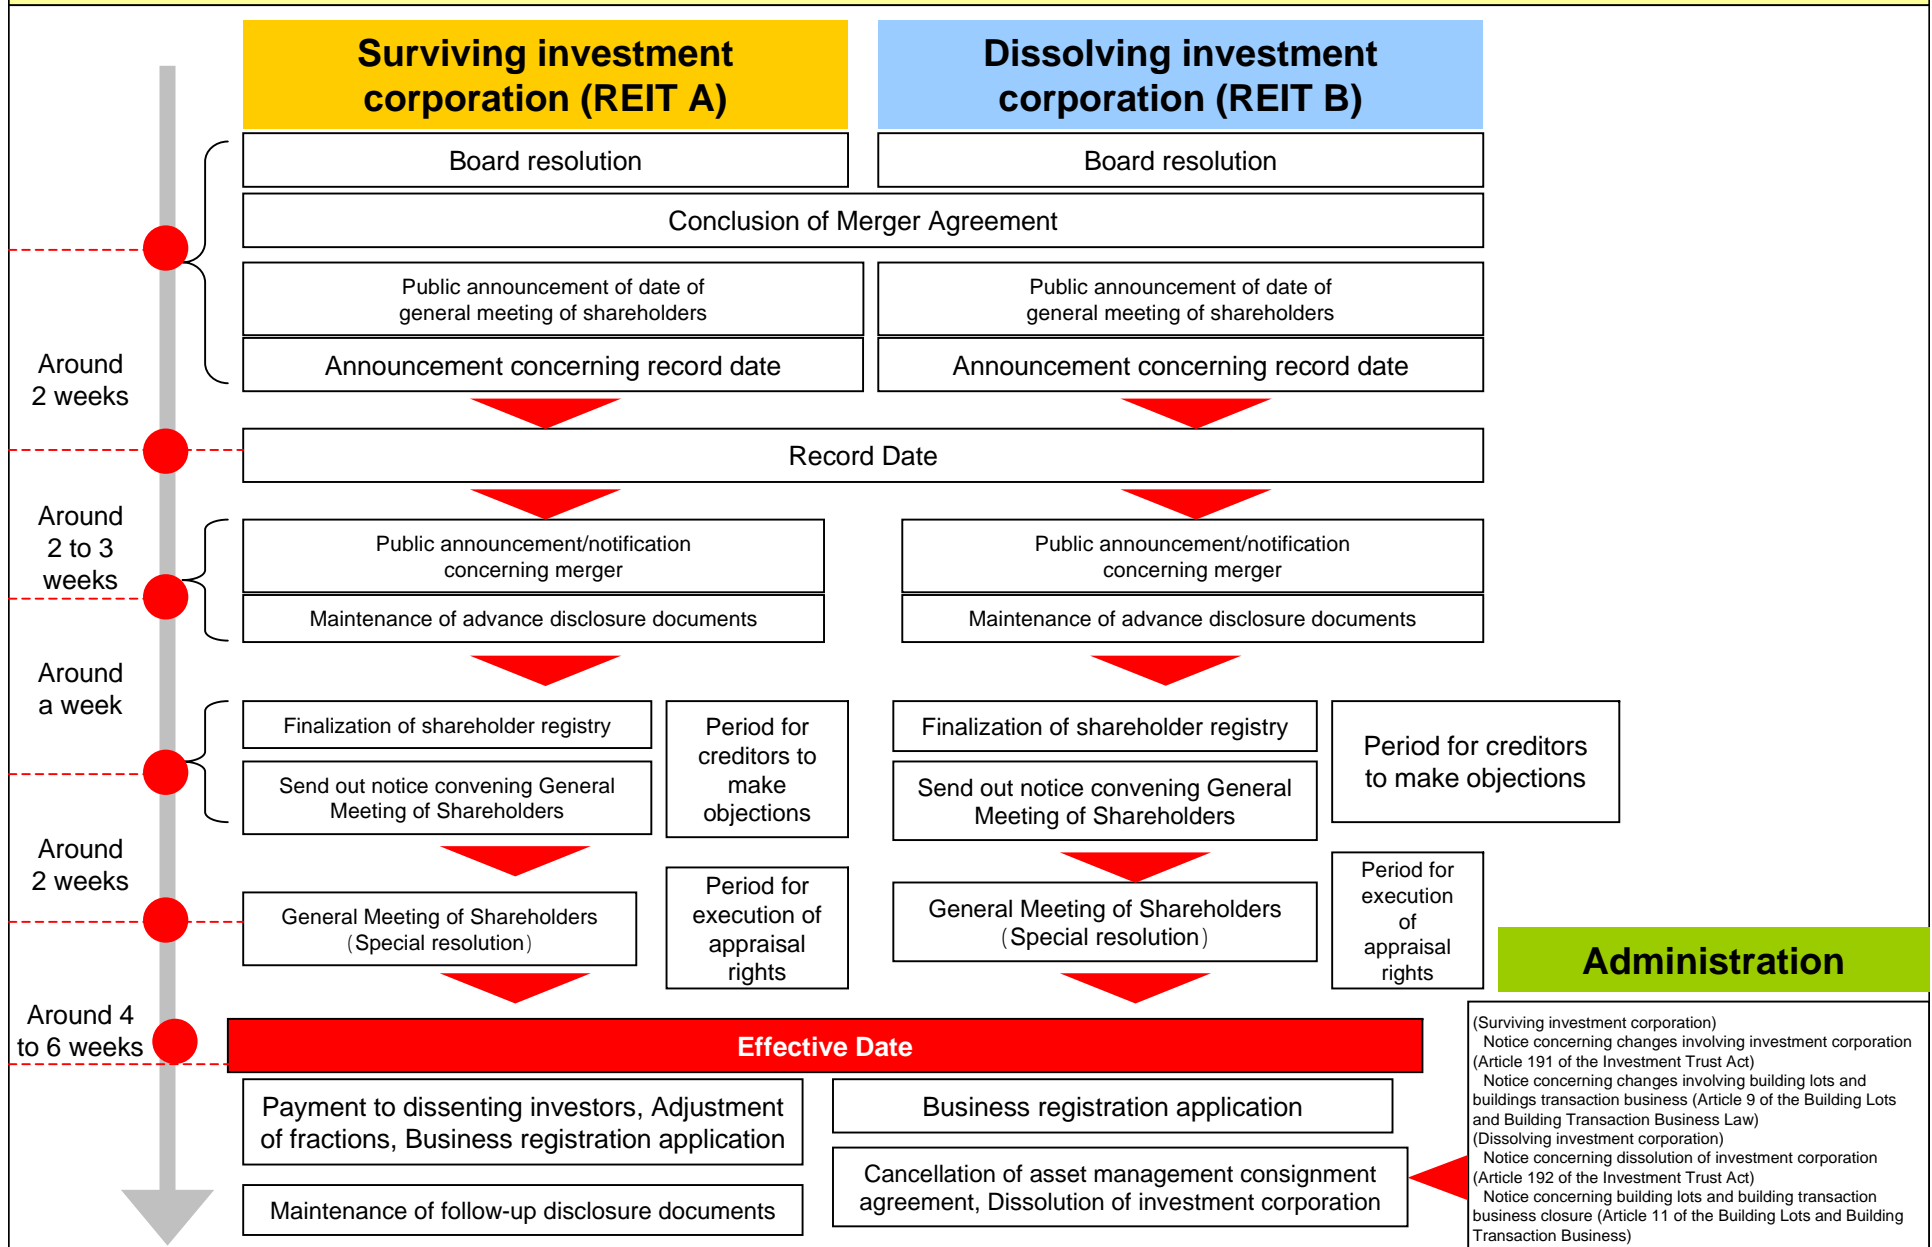 Surviving investment
corporation (REIT A)
Dissolving investment
corporation (REIT B)
Board resolution
Board resolution
Conclusion of Merger Agreement
Public announcement of date of
general meeting of shareholders
Public announcement of date of
general meeting of shareholders
Around
2 weeks
Announcement concerning record date
Announcement concerning record date
Record Date
Around
2 to 3
weeks
Public announcement/notification
concerning merger
Public announcement/notification
concerning merger
Maintenance of advance disclosure documents
Maintenance of advance disclosure documents
Around
a week
Finalization of shareholder registry
Period for
creditors to
make
objections
Finalization of shareholder registry
Period for creditors
to make objections
Send out notice convening General
Meeting of Shareholders
Send out notice convening General
Meeting of Shareholders
Around
2 weeks
General Meeting of Shareholders
(Special resolution)
Period for
execution of
appraisal
rights
General Meeting of Shareholders
(Special resolution)
Period for
execution
of
appraisal
rights
Administration
Around 4
to 6 weeks
Effective Date
Payment to dissenting investors, Adjustment
of fractions, Business registration application
Business registration application
Maintenance of follow-up disclosure documents
Cancellation of asset management consignment
agreement, Dissolution of investment corporation
(Surviving investment corporation)
Notice concerning changes involving investment corporation
(Article 191 of the Investment Trust Act)
Notice concerning changes involving building lots and
buildings transaction business (Article 9 of the Building Lots
and Building Transaction Business Law)
(Dissolving investment corporation)
Notice concerning dissolution of investment corporation
(Article 192 of the Investment Trust Act)
Notice concerning building lots and building transaction
business closure (Article 11 of the Building Lots and Building
Transaction Business)